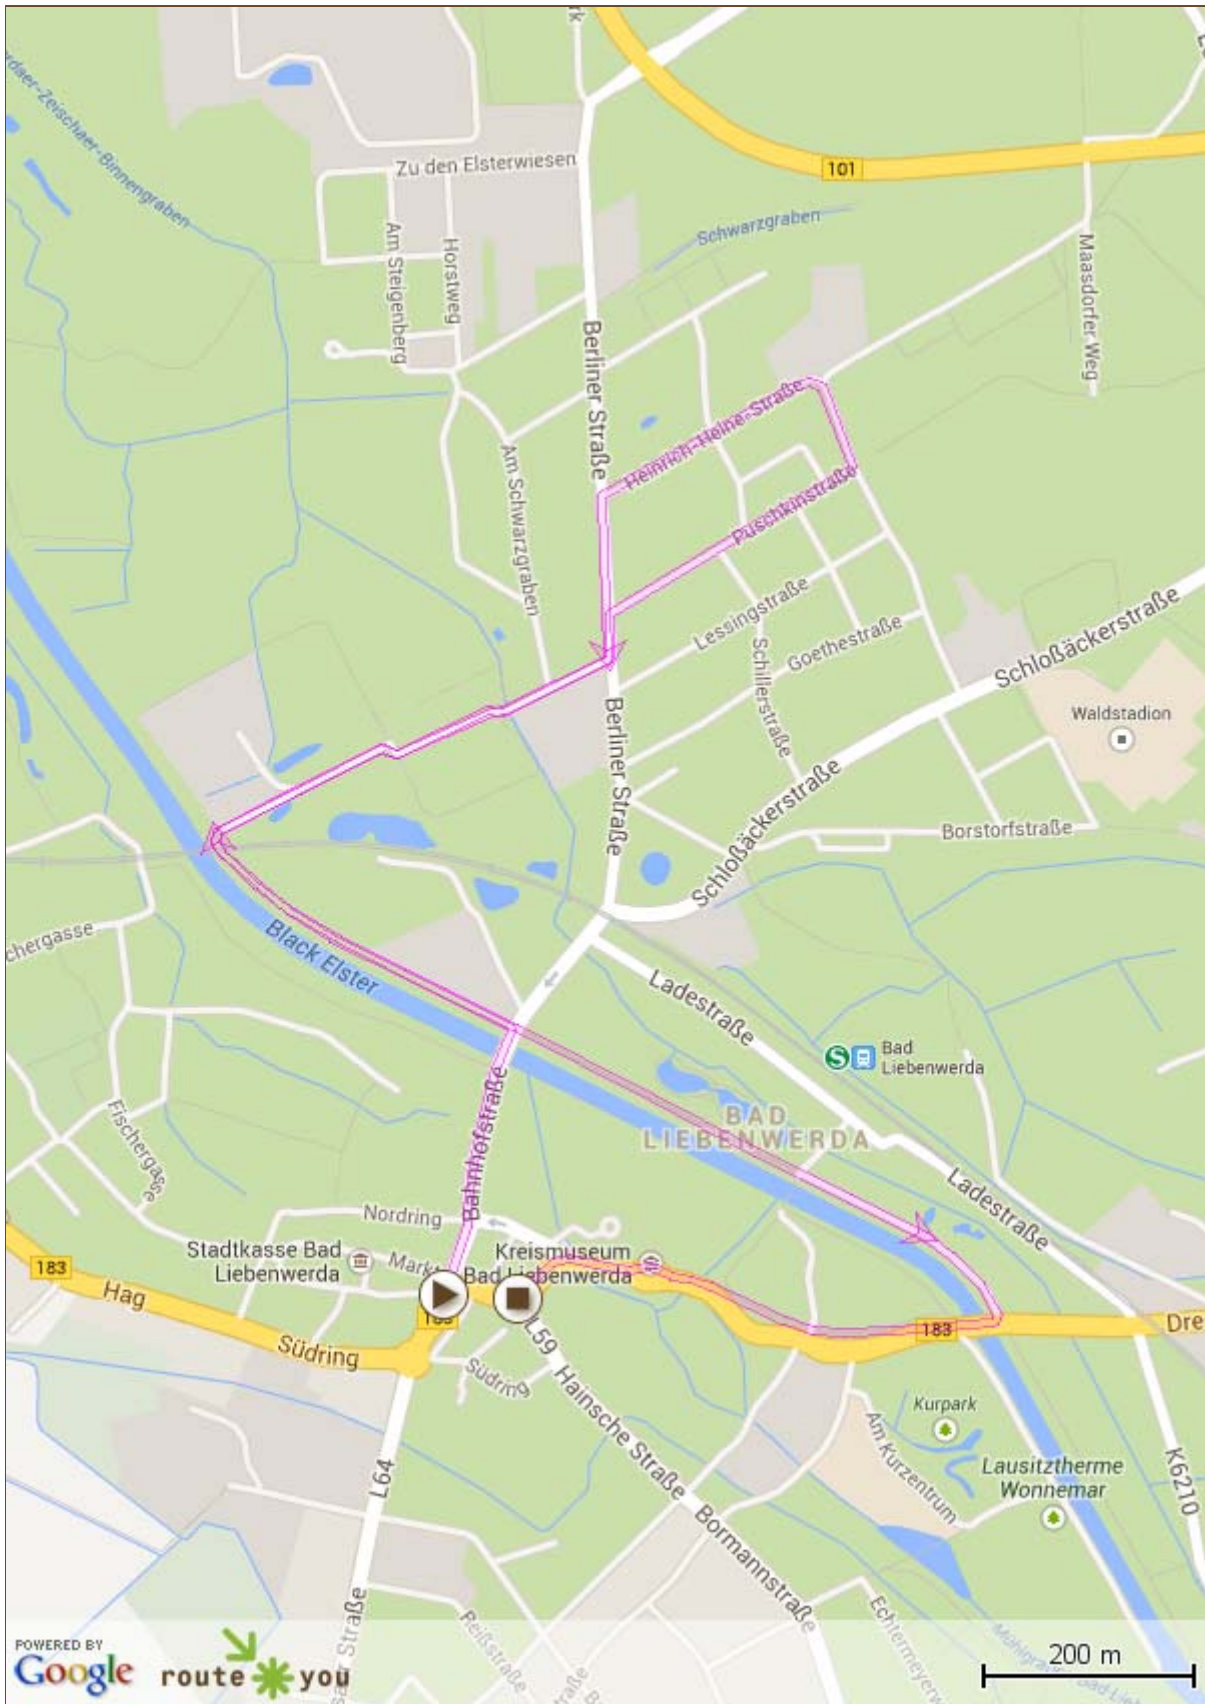 Zu den Elsterwiesen
101
Schwarzgraben
Am Steigenberg
Horstweg
Maasdorfer Weg
Berliner Straße
Heinrich-Heine-Straße
Am Schwarzgraben
Puschkinstraße
Lessingstraße
Goethestraße
Schillerstraße
Schloßäckerstraße
Waldstadion
Berliner Straße
Borstorfstraße
Schloßäckerstraße
Black Elster
Ladestraße
Bad
Liebenwerda
S
BAD
LIEBENWERDA
Fischergasse
Bahnhofstraße
Ladestraße
Nordring
Stadtkasse Bad
Liebenwerda
Kreismuseum
Bad Liebenwerda
183
Hag
Südring
183
L59
Südring
Hainsche Straße
Kurpark
Am Kurzentrum
Lausitztherme
Wonnemar
L64
K6210
Bormannstraße
Reißstraße
POWERED BY
Google
route you
200 m